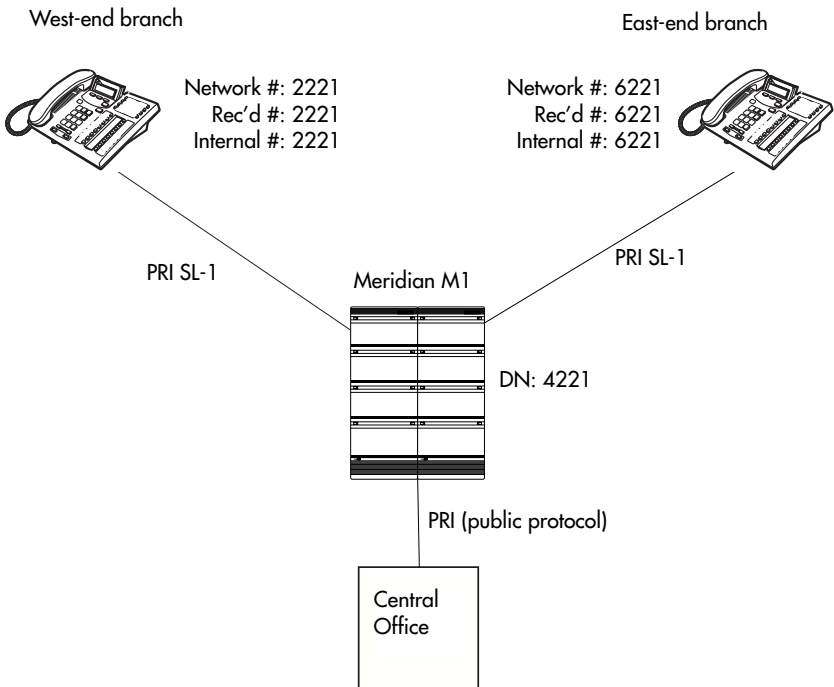 West-end branch
East-end branch
Network #: 2221
Rec'd #: 2221
Internal #: 2221
Network #: 6221
Rec'd #: 6221
Internal #: 6221
PRI SL-1
PRI SL-1
Meridian M1
DN: 4221
PRI (public protocol)
Central
Office